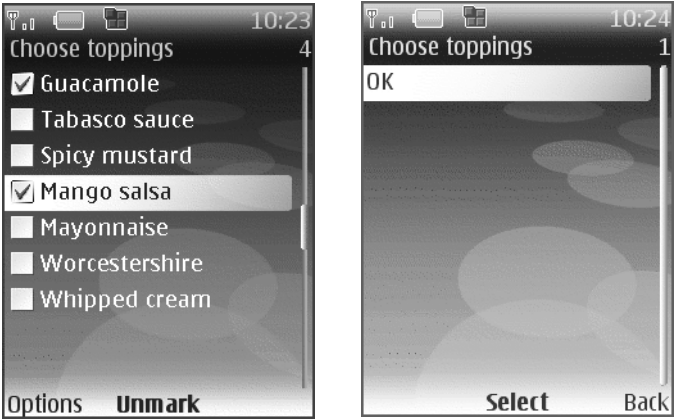 10:23
Choose toppings 4
Guacamole
Tabasco sauce
Spicy mustard
Mango salsa
Mayonnaise
Worcestershire
Whipped cream
Options Unmark
10:24
Choose toppings 1
OK
Select Back